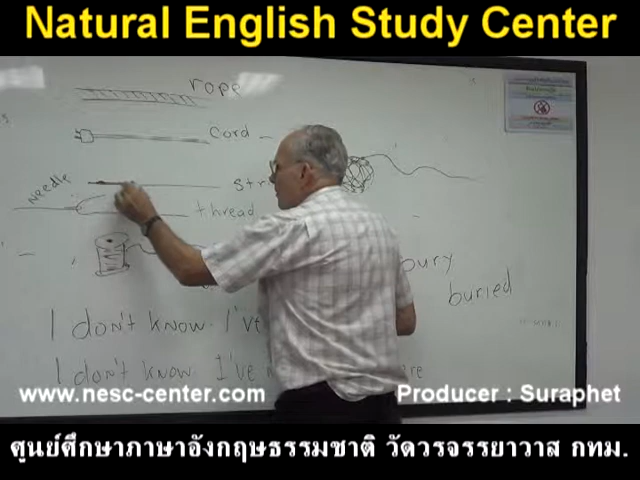 Natural English Study Center
rope
Cord
Needle
thread
bury
buried
I don't know. I've
I don't know. I've
www.nesc-center.com
Producer : Suraphet
ศูนย์ศึกษาภาษาอังกฤษธรรมชาติ วัดวรจรรยาวาส กทม.